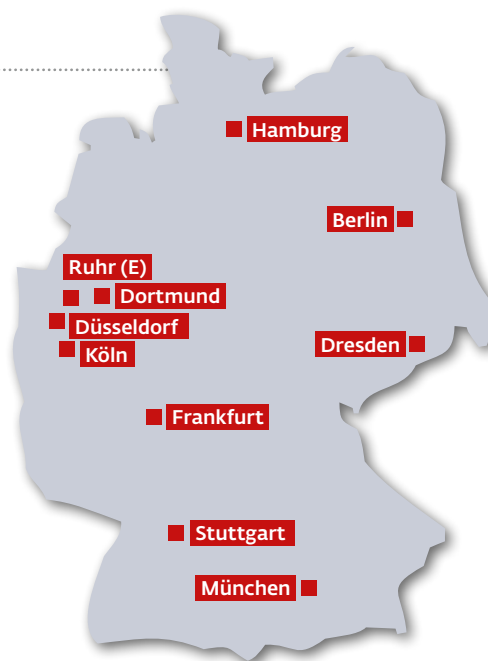 Hamburg
Berlin
Ruhr (E)
Dortmund
Düsseldorf
Köln
Dresden
Frankfurt
Stuttgart
München